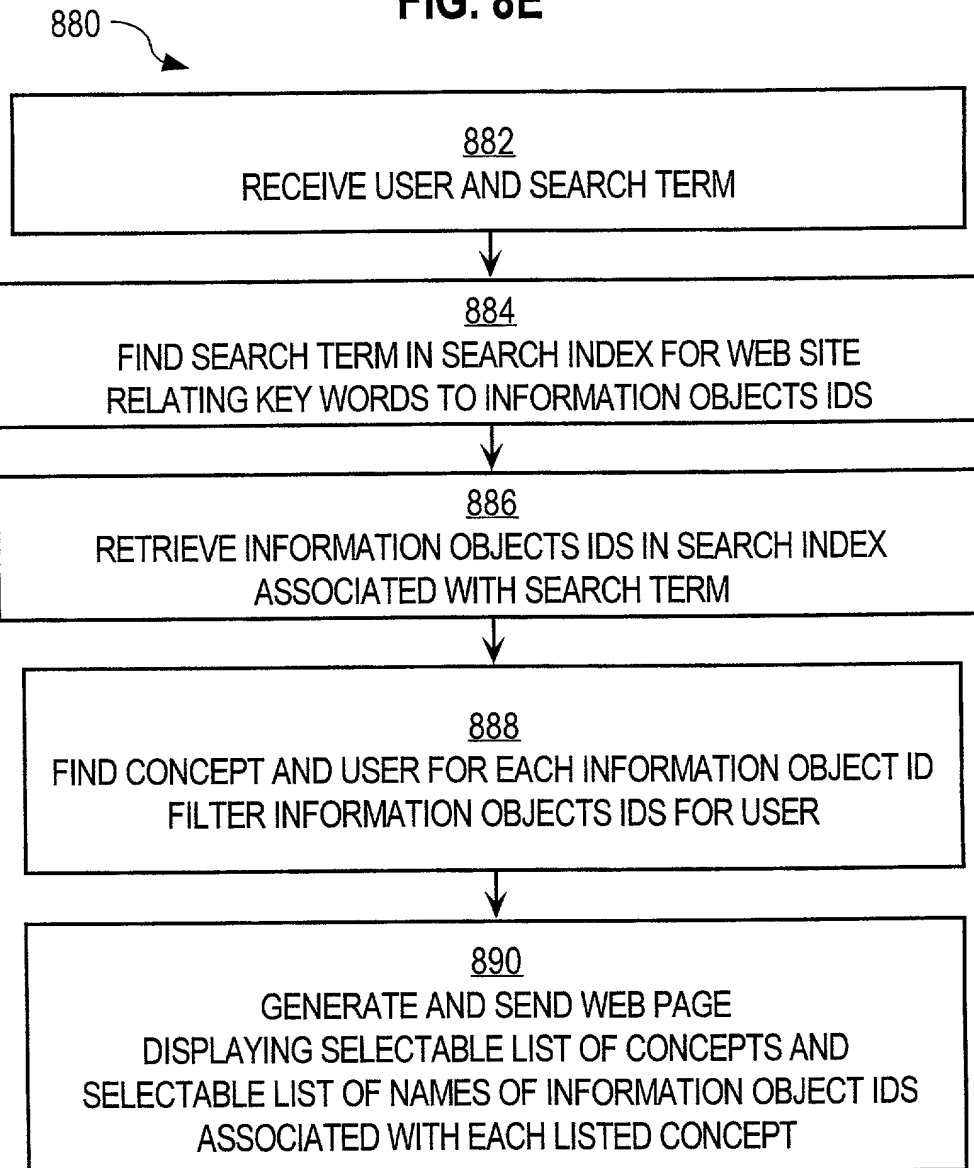 FIG. 8E
880
882
RECEIVE USER AND SEARCH TERM
884
FIND SEARCH TERM IN SEARCH INDEX FOR WEB SITE
RELATING KEY WORDS TO INFORMATION OBJECTS IDS
886
RETRIEVE INFORMATION OBJECTS IDS IN SEARCH INDEX
ASSOCIATED WITH SEARCH TERM
888
FIND CONCEPT AND USER FOR EACH INFORMATION OBJECT ID
FILTER INFORMATION OBJECTS IDS FOR USER
890
GENERATE AND SEND WEB PAGE
DISPLAYING SELECTABLE LIST OF CONCEPTS AND
SELECTABLE LIST OF NAMES OF INFORMATION OBJECT IDS
ASSOCIATED WITH EACH LISTED CONCEPT